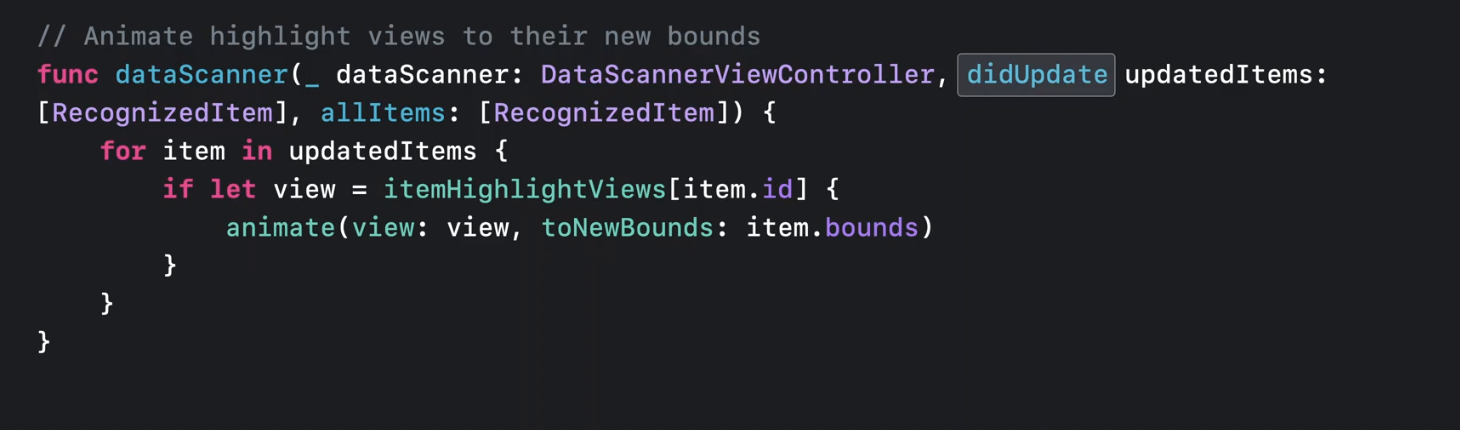 // Animate highlight views to their new bounds
func dataScanner(_ dataScanner: DataScannerViewController, didUpdate updatedItems:
[RecognizedItem], allItems: [RecognizedItem]) {
    for item in updatedItems {
        if let view = itemHighlightViews[item.id] {
            animate(view: view, toNewBounds: item.bounds)
        }
    }
}